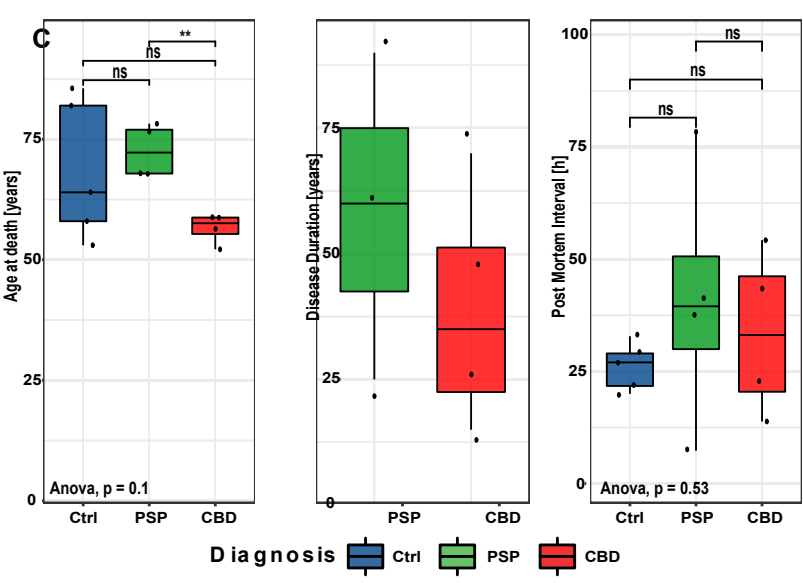 C
**
ns
ns
Age at death [years]
75
50
25
0
Anova, p = 0.1
Ctrl PSP CBD
Disease Duration [years]
75
50
25
0
PSP CBD
Post Mortem Interval [h]
100
75
50
25
0
ns
ns
ns
Anova, p = 0.53
Ctrl PSP CBD
Diagnosis Ctrl PSP CBD